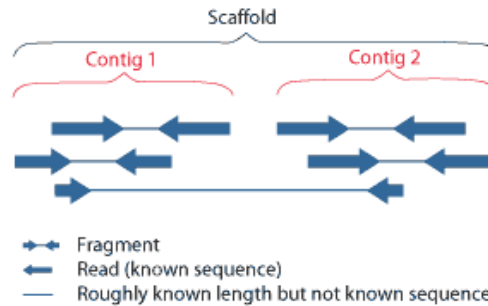 Scaffold
Contig 1
Contig 2
Fragment
Read (known sequence)
Roughly known length but not known sequence